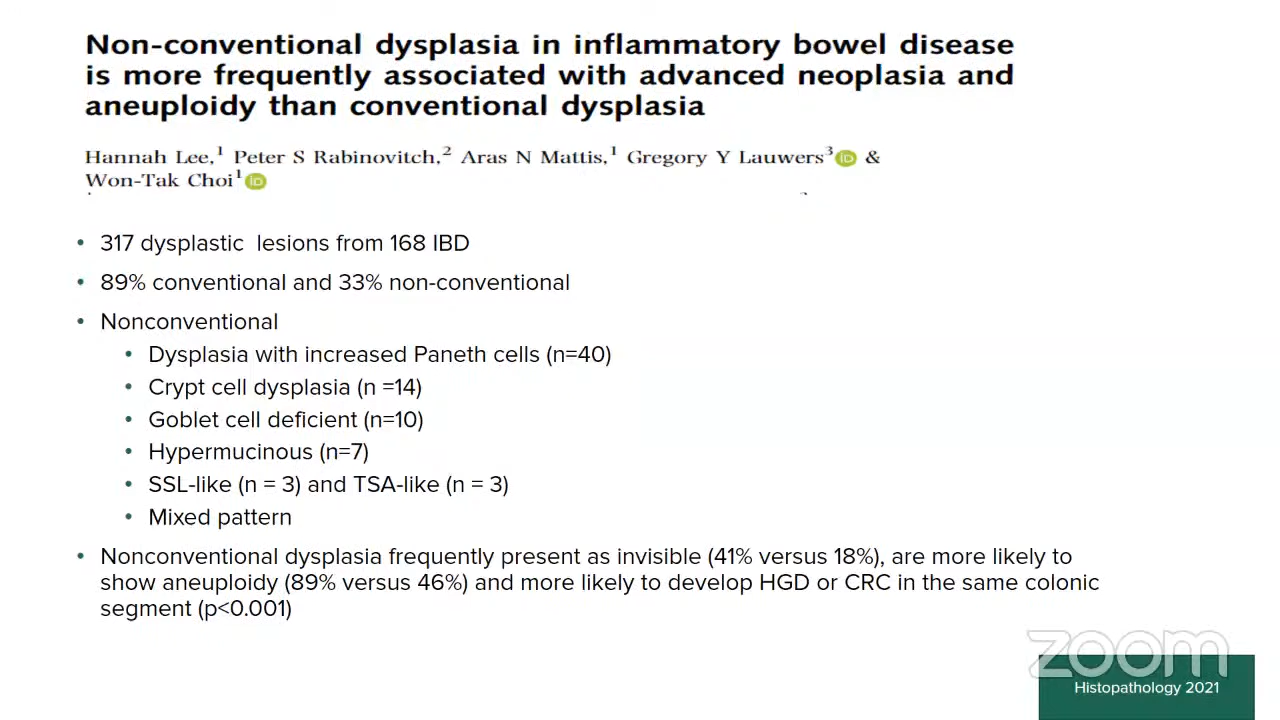 Non-conventional dysplasia in inflammatory bowel disease
is more frequently associated with advanced neoplasia and
aneuploidy than conventional dysplasia
Hannah Lee,1 Peter S Rabinovitch,2 Aras N Mattis,1 Gregory Y Lauwers3 iD &
Won-Tak Choi1 iD
• 317 dysplastic  lesions from 168 IBD
• 89% conventional and 33% non-conventional
• Nonconventional
• Dysplasia with increased Paneth cells (n=40)
• Crypt cell dysplasia (n =14)
• Goblet cell deficient (n=10)
• Hypermucinous (n=7)
• SSL-like (n = 3) and TSA-like (n = 3)
• Mixed pattern
• Nonconventional dysplasia frequently present as invisible (41% versus 18%), are more likely to
show aneuploidy (89% versus 46%) and more likely to develop HGD or CRC in the same colonic
segment (p<0.001)
zoom
Histopathology 2021